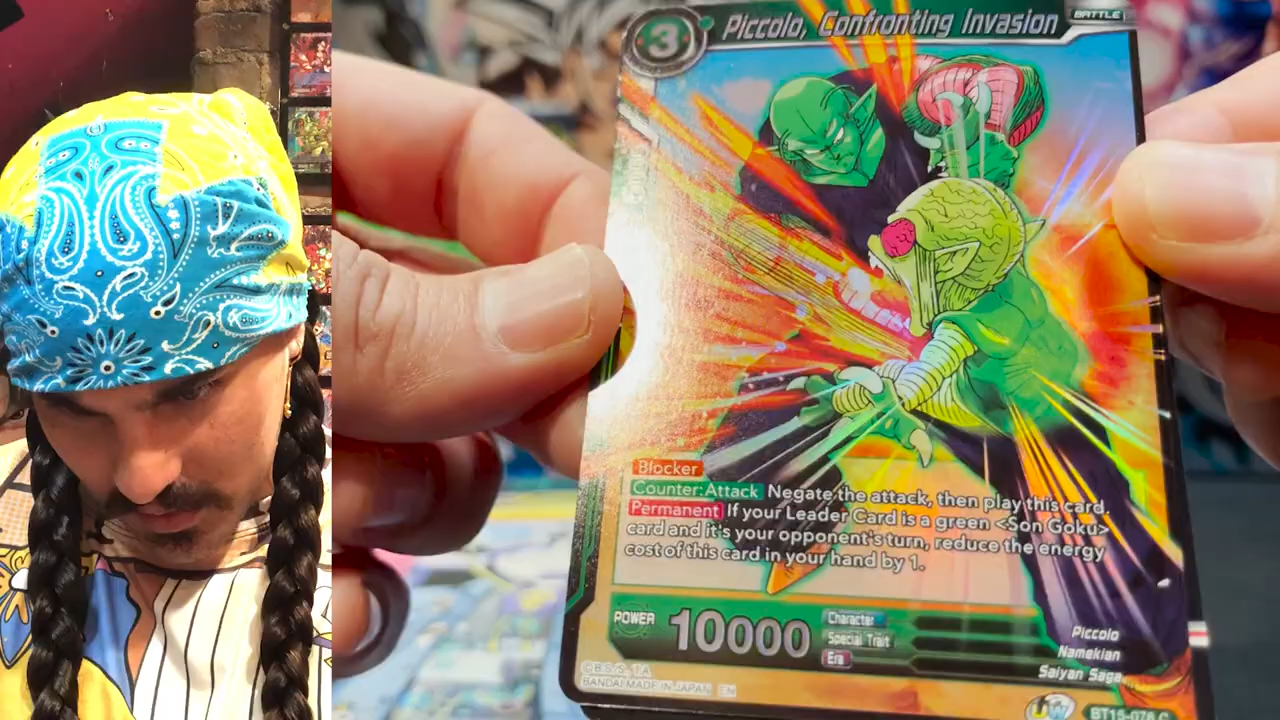 3 Piccolo, Confronting Invasion BATTLE
Blocker
Counter:Attack Negate the attack, then play this card.
Permanent If your Leader Card is a green <Son Goku>
card and it's your opponent's turn, reduce the energy
cost of this card in your hand by 1.
POWER 10000
Character Piccolo
Special Trait Namekian
Era Saiyan Saga
BANDAI MADE IN JAPAN EN
UW